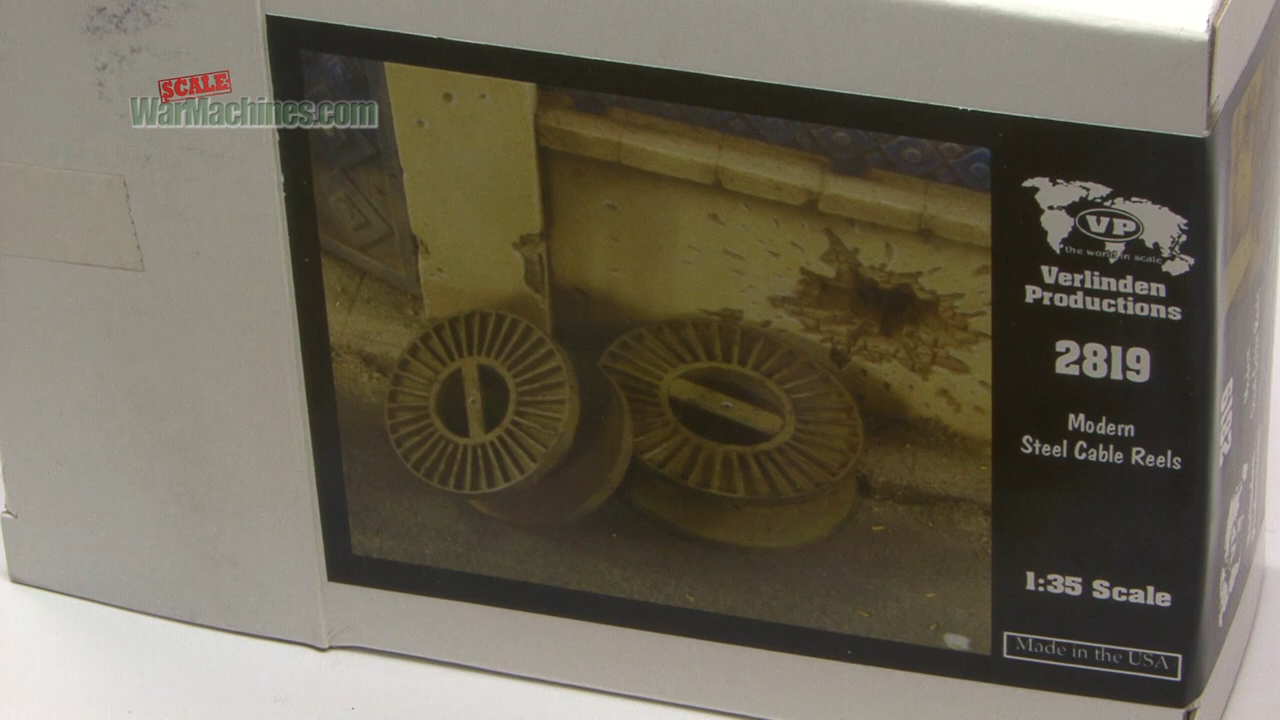 SCALE
WarMachines.com
VP
the world in scale
Verlinden
Productions
2819
Modern
Steel Cable Reels
1:35 Scale
Made in the USA